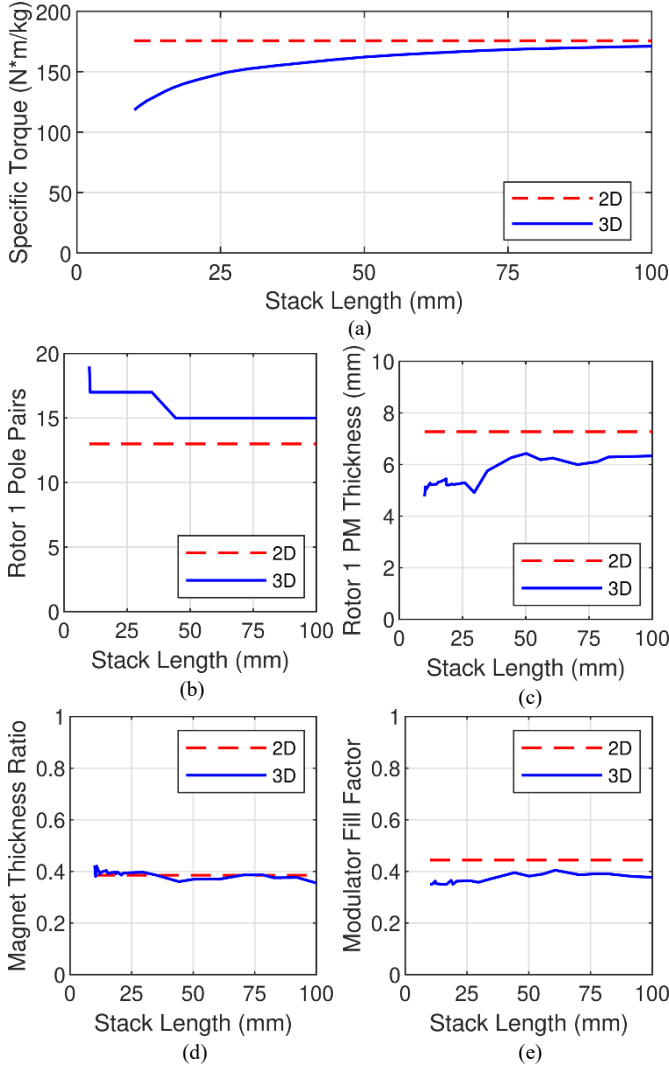 200
150
100
50
0
Specific Torque (N*m/kg)
2D
3D
0 25 50 75 100
Stack Length (mm)
(a)
20
15
10
5
0
Rotor 1 Pole Pairs
2D
3D
0 25 50 75 100
Stack Length (mm)
(b)
10
8
6
4
2
0
Rotor 1 PM Thickness (mm)
2D
3D
0 25 50 75 100
Stack Length (mm)
(c)
1
0.8
0.6
0.4
0.2
0
Magnet Thickness Ratio
2D
3D
0 25 50 75 100
Stack Length (mm)
(d)
1
0.8
0.6
0.4
0.2
0
Modulator Fill Factor
2D
3D
0 25 50 75 100
Stack Length (mm)
(e)